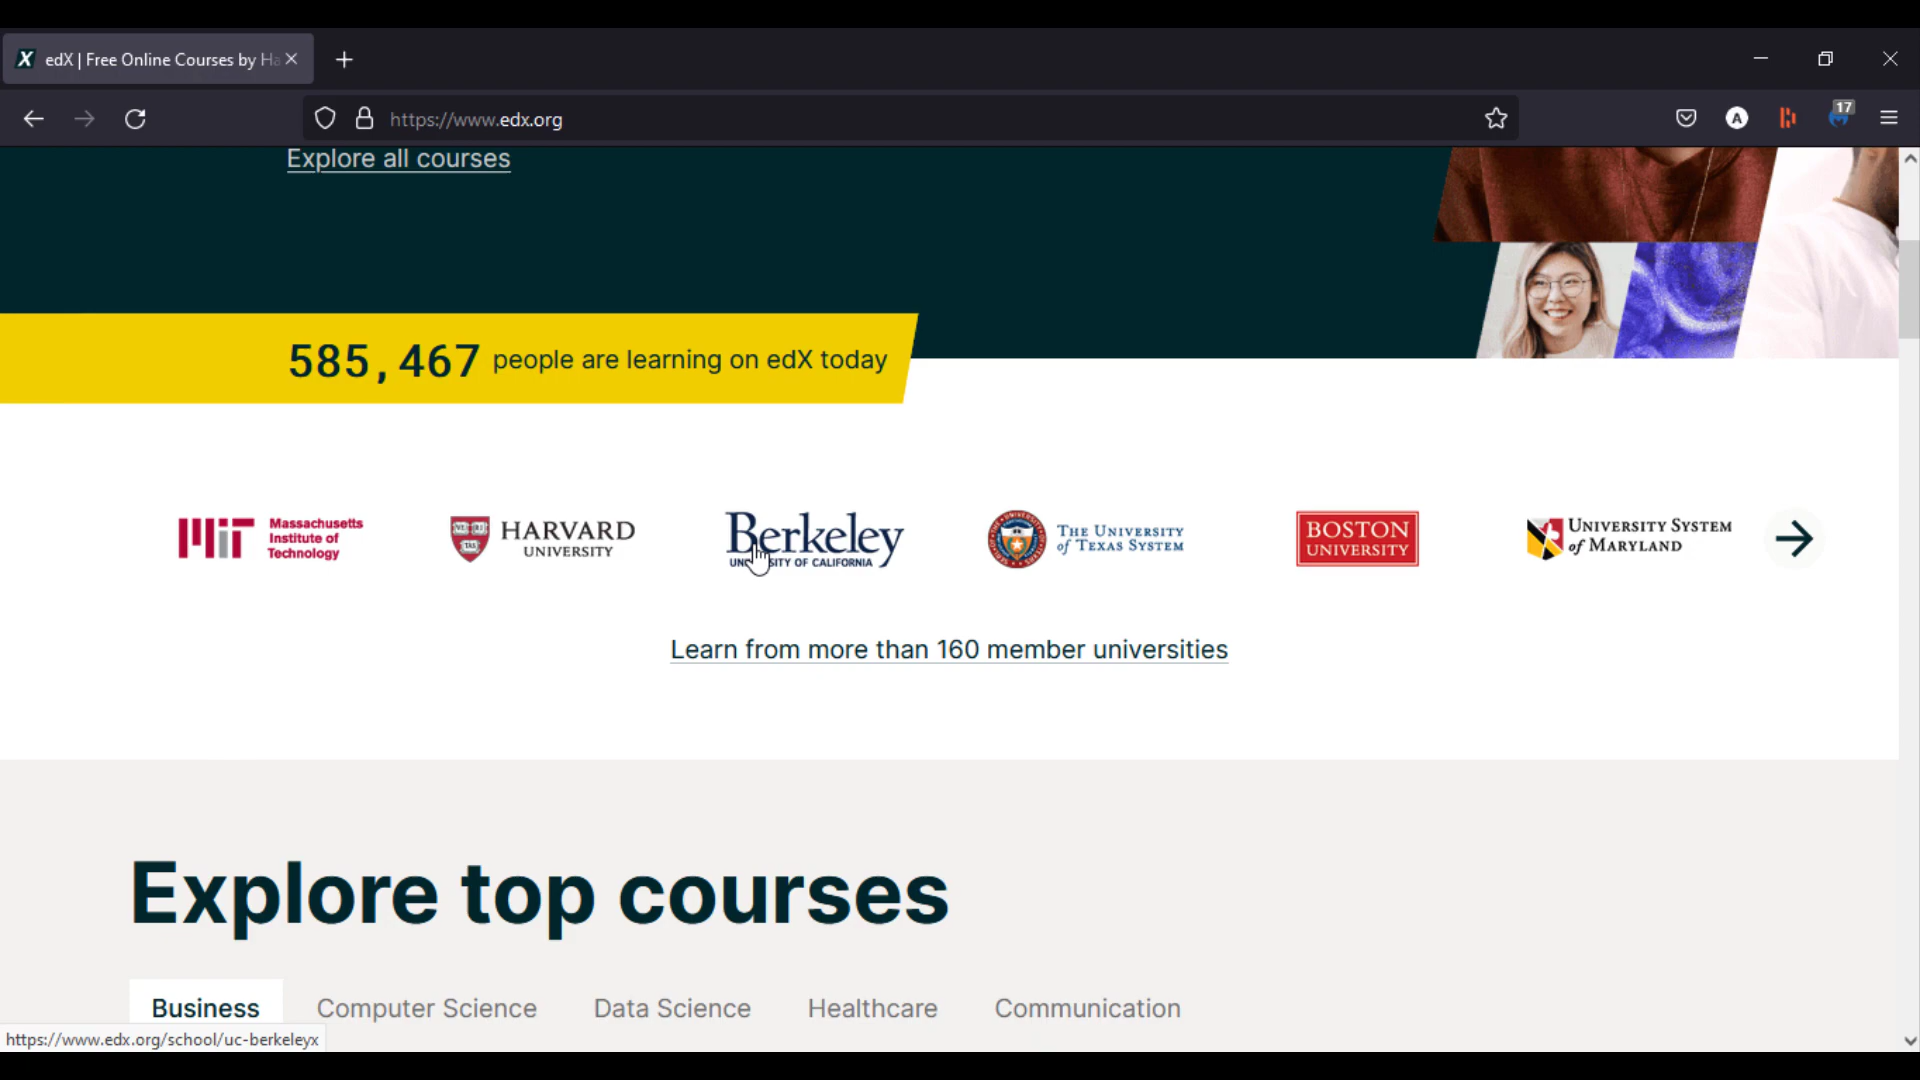 edX | Free Online Courses by Ha
17
https://www.edx.org
Explore all courses
585,467 people are learning on edX today
Massachusetts
Institute of
Technology
HARVARD
UNIVERSITY
Berkeley
UNIVERSITY OF CALIFORNIA
THE UNIVERSITY
of TEXAS SYSTEM
BOSTON
UNIVERSITY
UNIVERSITY SYSTEM
of MARYLAND
Learn from more than 160 member universities
Explore top courses
Business Computer Science Data Science Healthcare Communication
https://www.edx.org/school/uc-berkeleyx